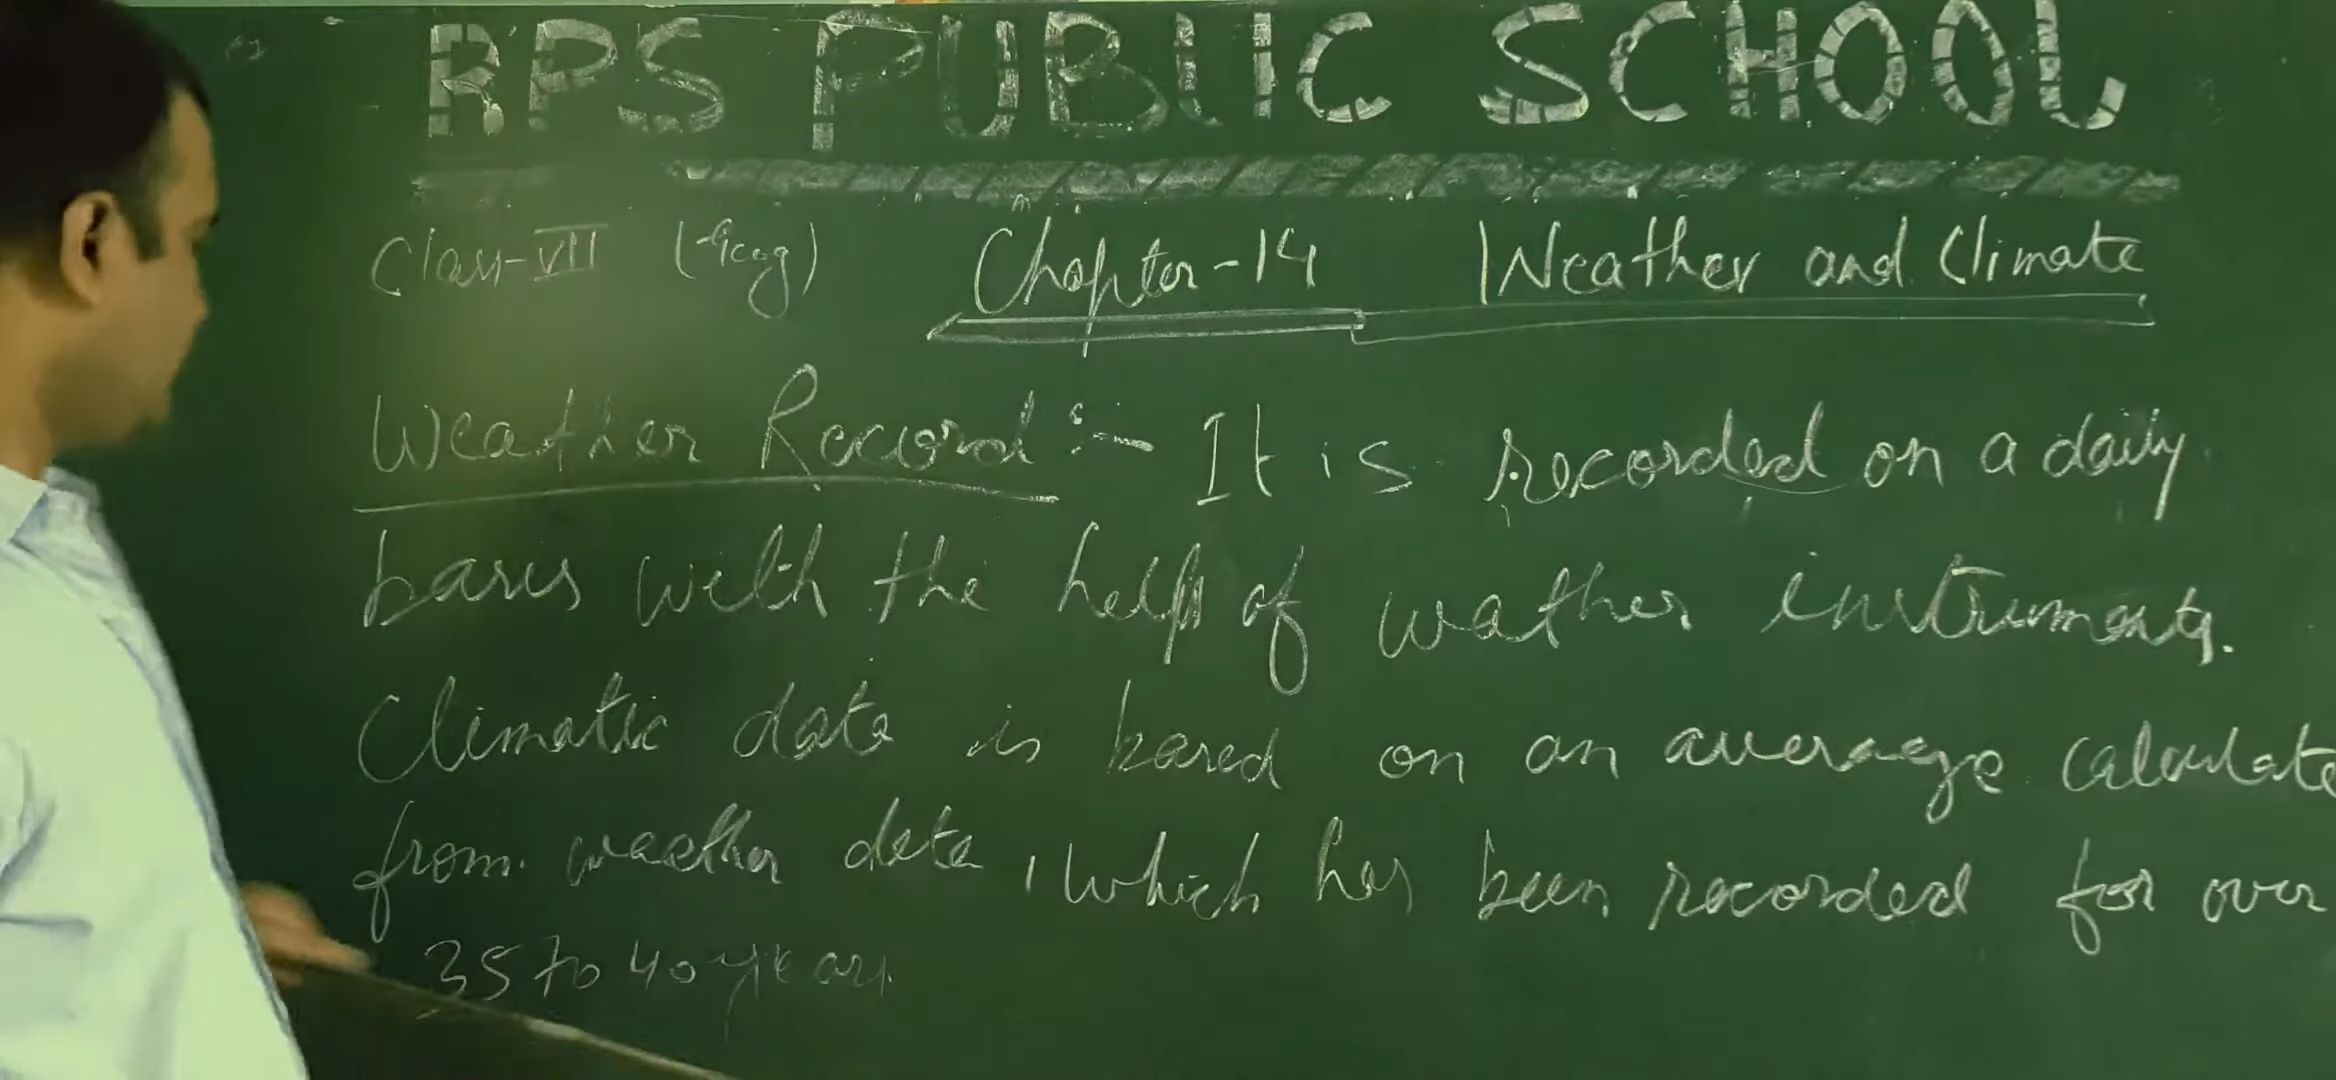 RPS PUBLIC SCHOOL
Class-VII (Geog) Chapter-14 Weather and Climate
Weather Record :- It is recorded on a daily
basis with the help of wather instruments.
Climatic data is based on an average calculate
from weather data, which has been recorded for over
35 to 40 years.